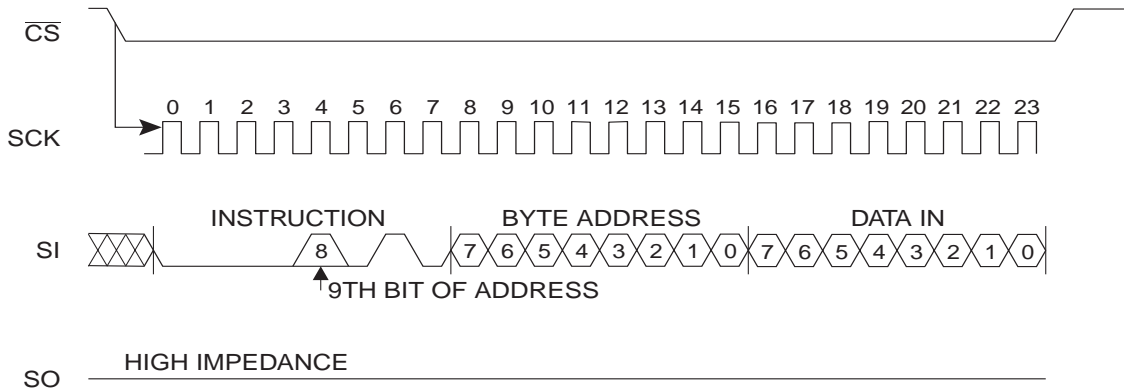 CS
0 1 2 3 4 5 6 7 8 9 10 11 12 13 14 15 16 17 18 19 20 21 22 23
SCK
INSTRUCTION BYTE ADDRESS DATA IN
SI 8 7 6 5 4 3 2 1 0 7 6 5 4 3 2 1 0
9TH BIT OF ADDRESS
HIGH IMPEDANCE
SO